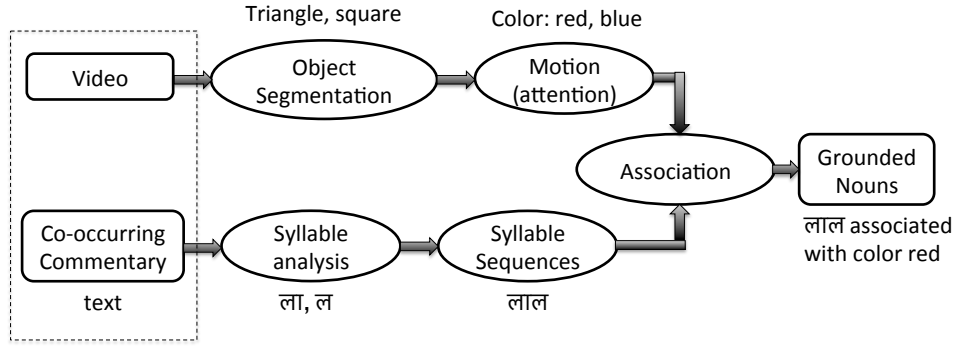 Triangle, square
Color: red, blue
Video
Object
Segmentation
Motion
(attention)
Association
Grounded
Nouns
लाल associated
with color red
Co-occurring
Commentary
text
Syllable
analysis
ला, ल
Syllable
Sequences
लाल